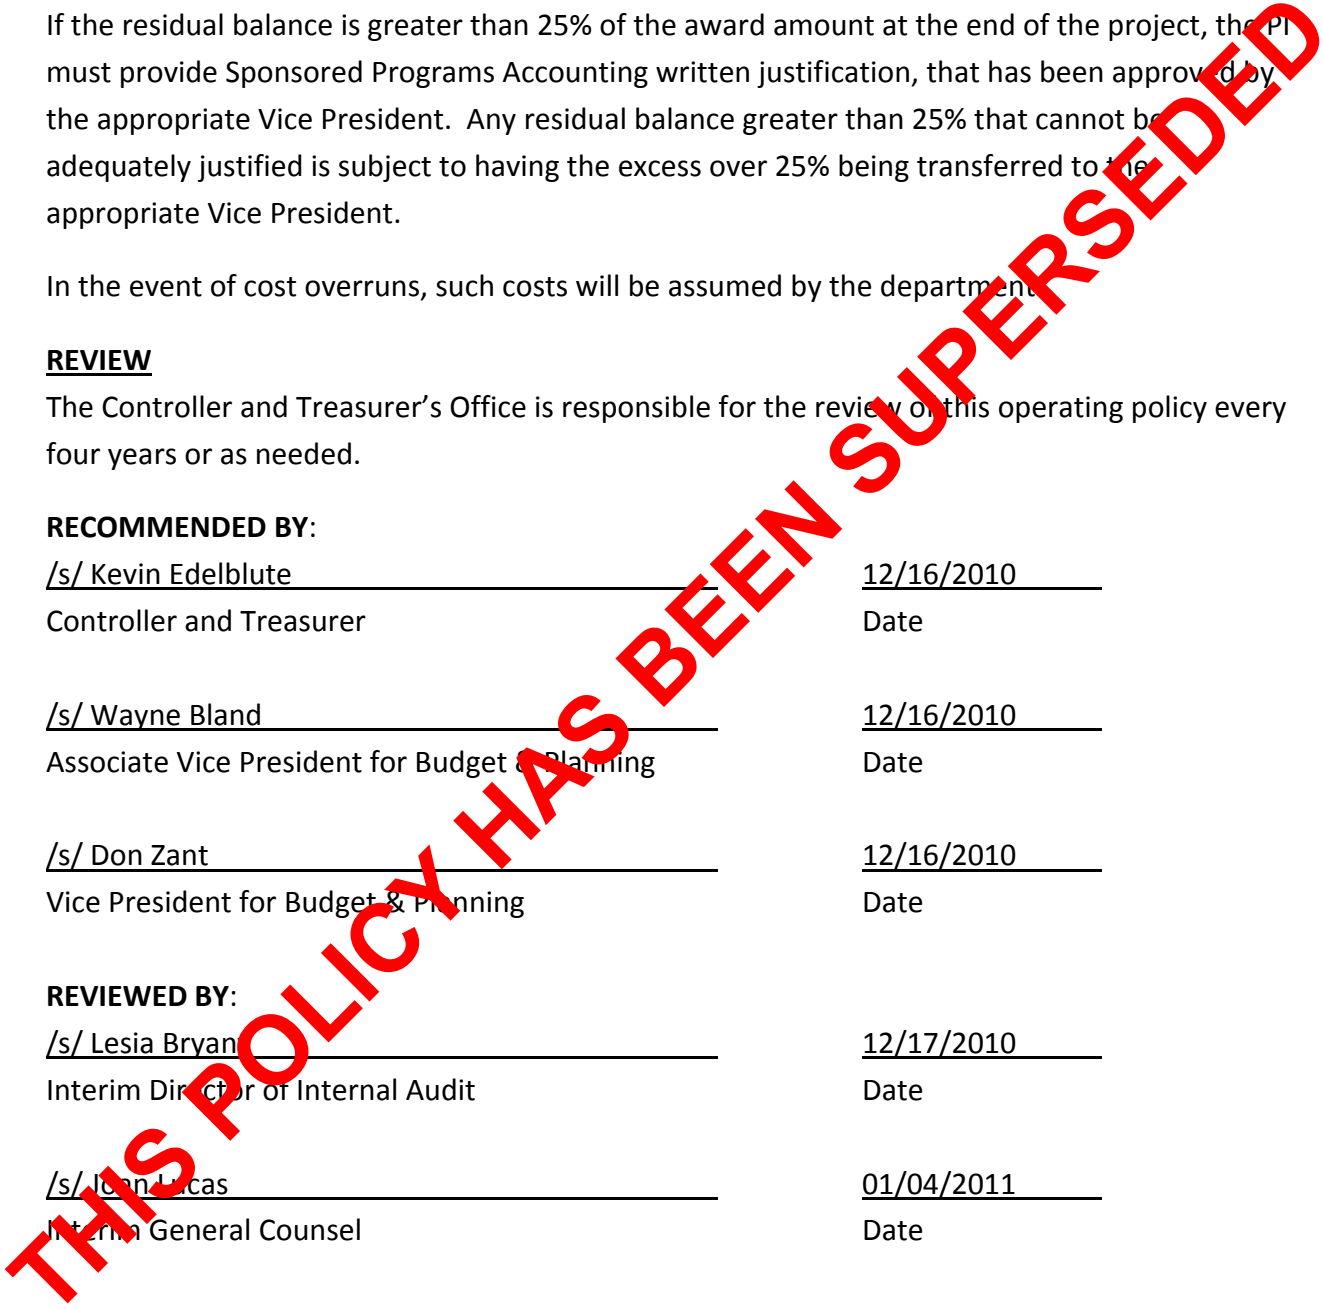 If the residual balance is greater than 25% of the award amount at the end of the project, the PI
must provide Sponsored Programs Accounting written justification, that has been approved by
the appropriate Vice President.  Any residual balance greater than 25% that cannot be
adequately justified is subject to having the excess over 25% being transferred to the
appropriate Vice President.
In the event of cost overruns, such costs will be assumed by the department
REVIEW
The Controller and Treasurer’s Office is responsible for the review of this operating policy every
four years or as needed.
RECOMMENDED BY:
/s/ Kevin Edelblute 12/16/2010
Controller and Treasurer Date
/s/ Wayne Bland 12/16/2010
Associate Vice President for Budget & Planning Date
/s/ Don Zant 12/16/2010
Vice President for Budget & Planning Date
REVIEWED BY:
/s/ Lesia Bryant 12/17/2010
Interim Director of Internal Audit Date
/s/ Joan Lucas 01/04/2011
Interim General Counsel Date
THIS POLICY HAS BEEN SUPERSEDED